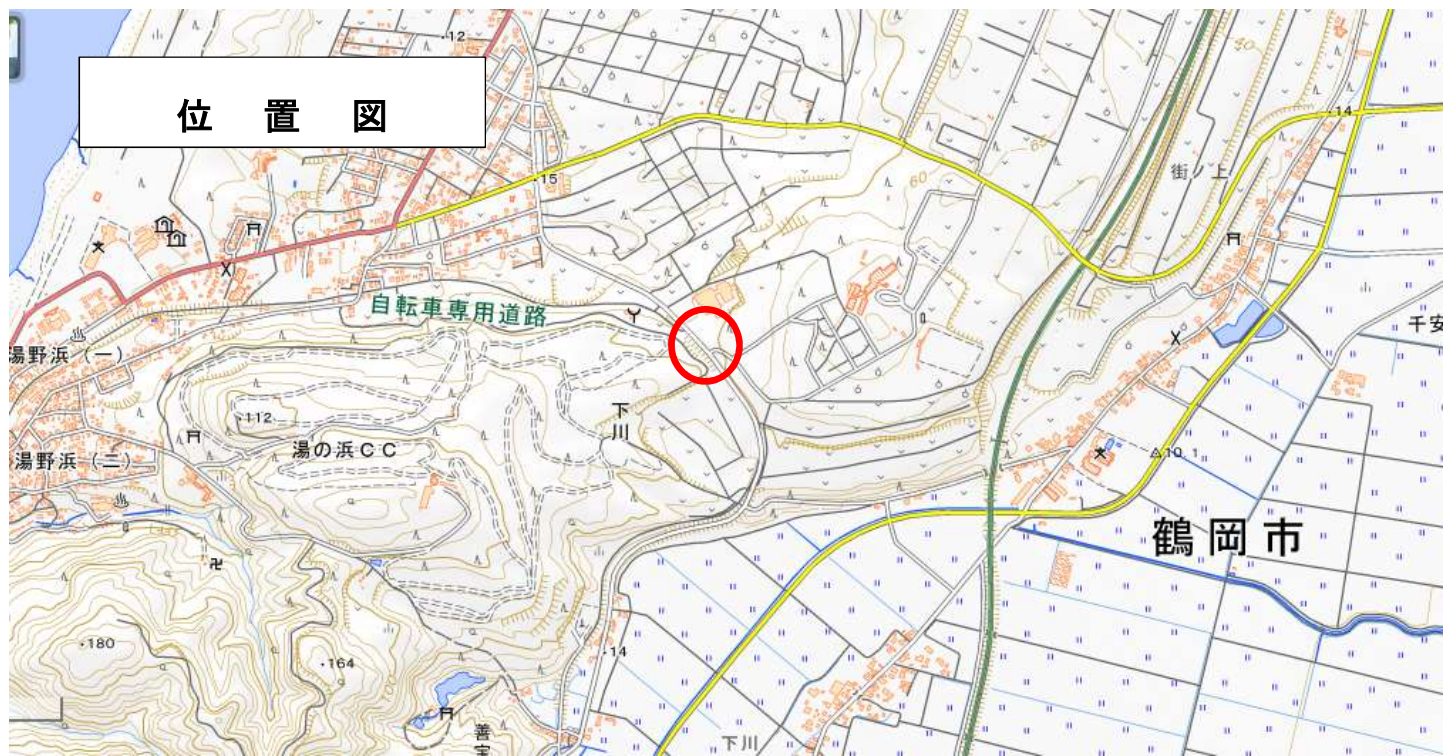 ・12
40
位　置　図
・14
60
街ノ上
・15
60
自転車専用道路
千安
湯野浜（一）
下川
・112
湯の浜ＣＣ
湯野浜（二）
10.1
鶴岡市
・180
・164
・14
善宝
下川